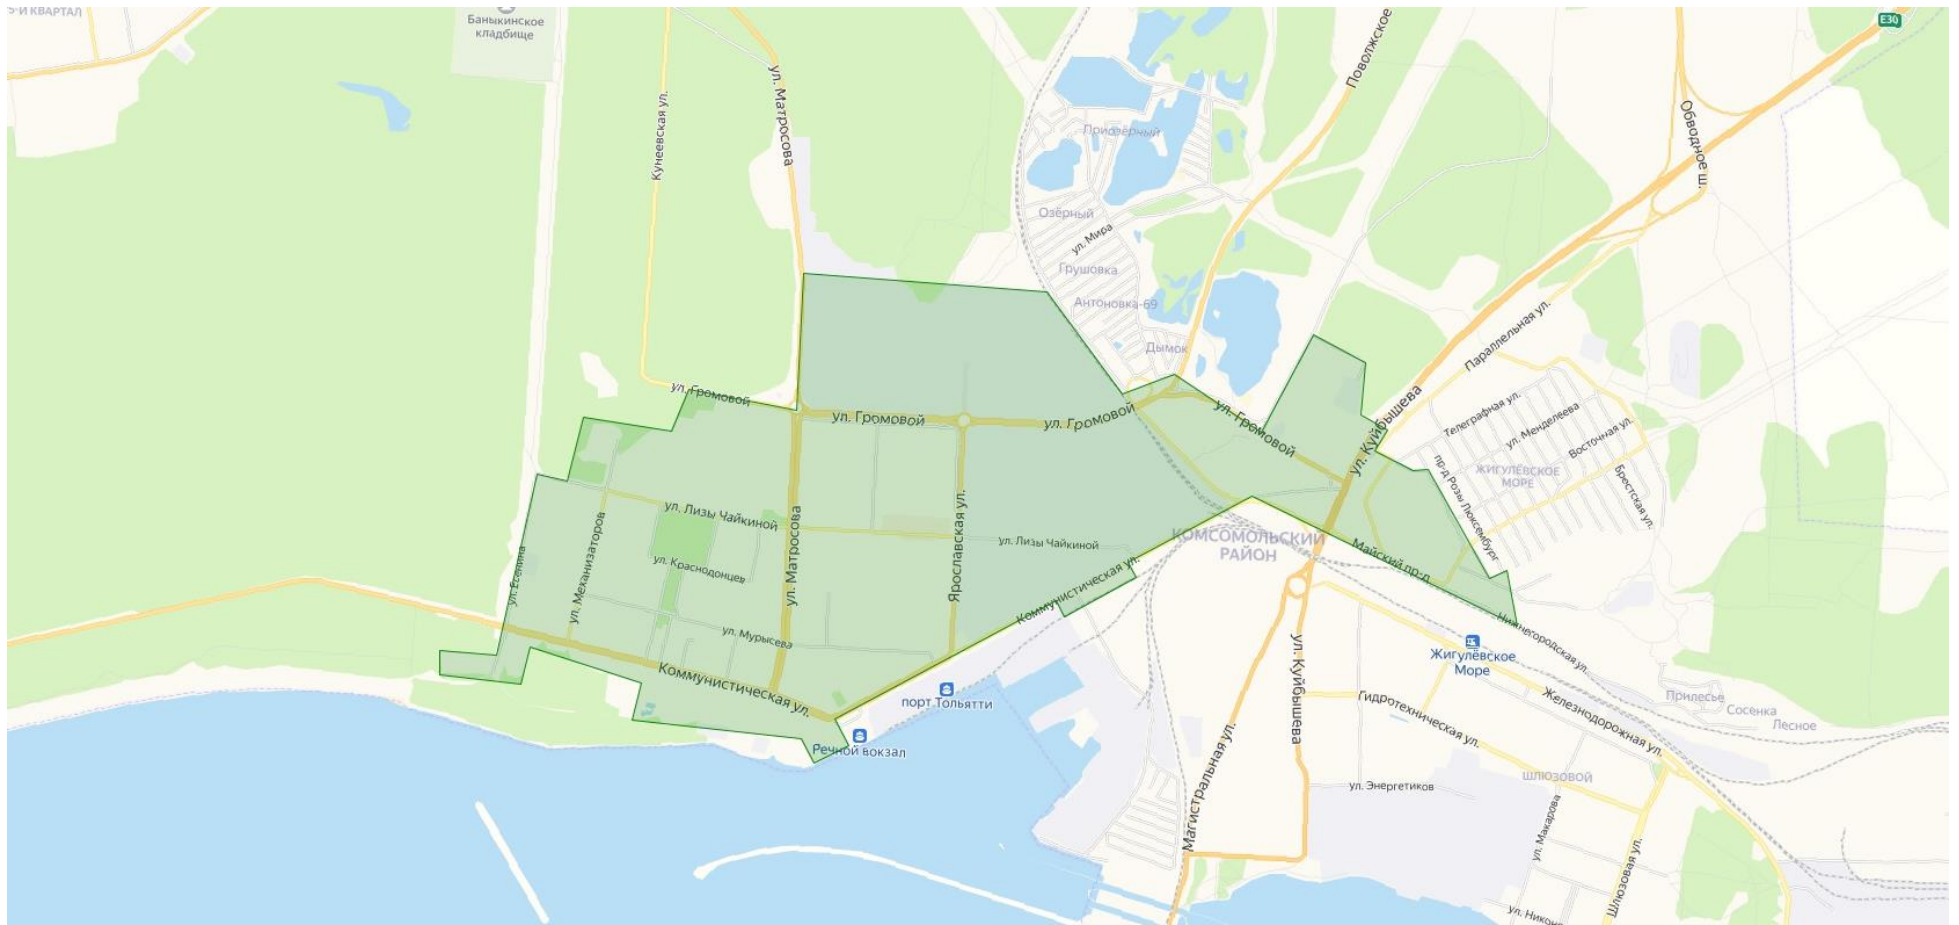 Й КВАРТАЛ
Баныкинское
кладбище
E30
Кунеевская ул.
ул. Матросова
Поволжское
Обводное ш.
Приозёрный
Озёрный
ул. Мира
Грушовка
Антоновка-69
Дымок
ул. Громовой
ул. Громовой
ул. Громовой
ул. Громовой
ул. Куйбышева
Параллельная ул.
Телеграфная ул.
ул. Менделеева
Восточная ул.
Брестская ул.
ЖИГУЛЁВСКОЕ
МОРЕ
пр-д Розы Люксембург
ул. Лизы Чайкиной
ул. Лизы Чайкиной
ул. Матросова
Ярославская ул.
ул. Есенина
ул. Механизаторов
ул. Краснодонцев
ул. Мурысева
КОМСОМОЛЬСКИЙ
РАЙОН
Майский пр-д
Коммунистическая ул.
Коммунистическая ул.
Нижнегородская ул.
Жигулёвское
Море
порт Тольятти
Речной вокзал
ул. Куйбышева
Магистральная ул.
Гидротехническая ул.
Железнодорожная ул.
Прилесье
Сосенка
Лесное
ШЛЮЗОВОЙ
ул. Энергетиков
ул. Макарова
Шлюзовая ул.
ул. Никон